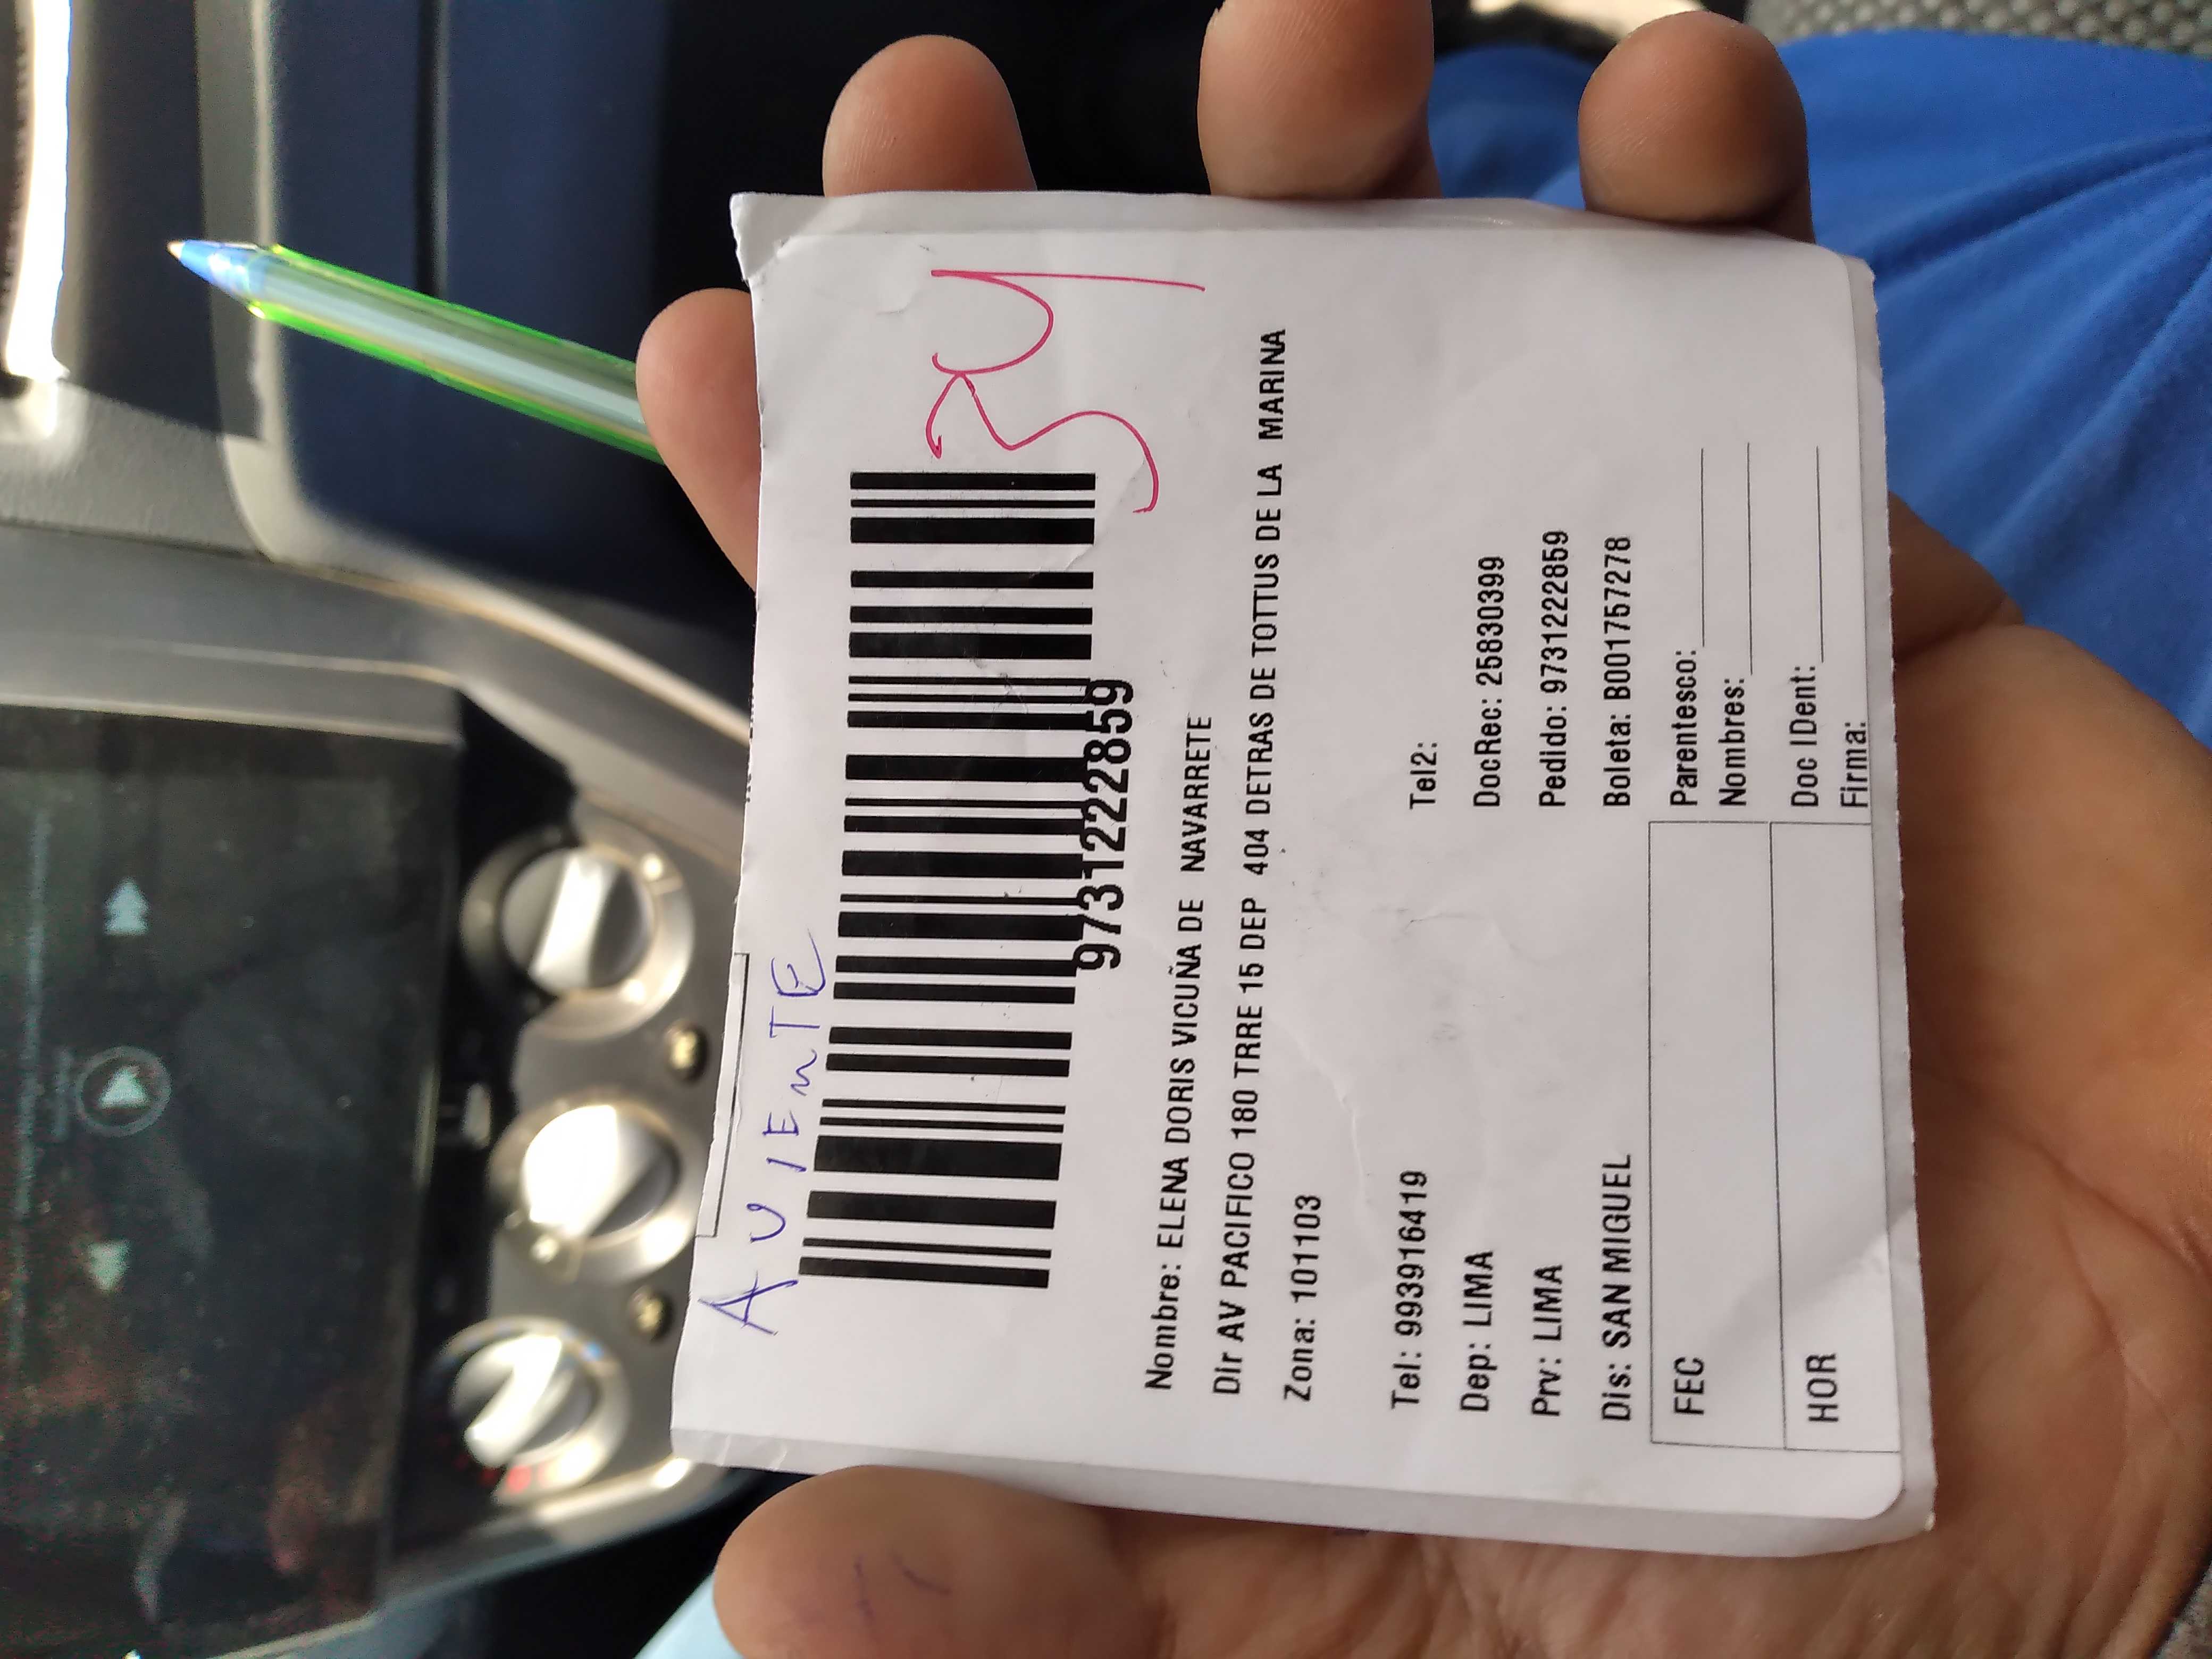 AUIENTE
9731222859
Nombre: ELENA DORIS VICUÑA DE NAVARRETE
Dir AV PACIFICO 180 TRRE 15 DEP 404 DETRAS DE TOTTUS DE LA MARINA
Zona: 101103
Tel: 993916419 Tel2:
Dep: LIMA DocRec: 25830399
Prv: LIMA Pedido: 9731222859
Dis: SAN MIGUEL Boleta: B001757278
FEC Parentesco:
Nombres:
HOR Doc IDent:
Firma: